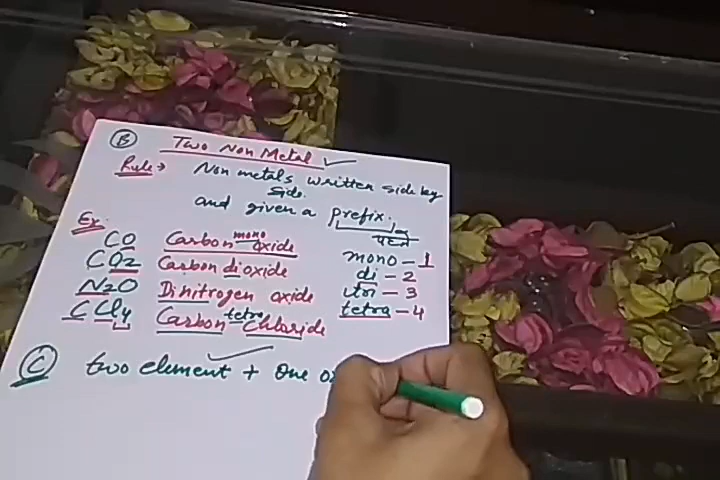 B Two Non Metal ✓
Rule → Non metals written side by
side.
and given a prefix.
Ex.
CO Carbon mono oxide mono - 1
CO2 Carbon dioxide di - 2
N2O Dinitrogen oxide tri - 3
CCl4 Carbon tetra chloride tetra - 4
C two element + one